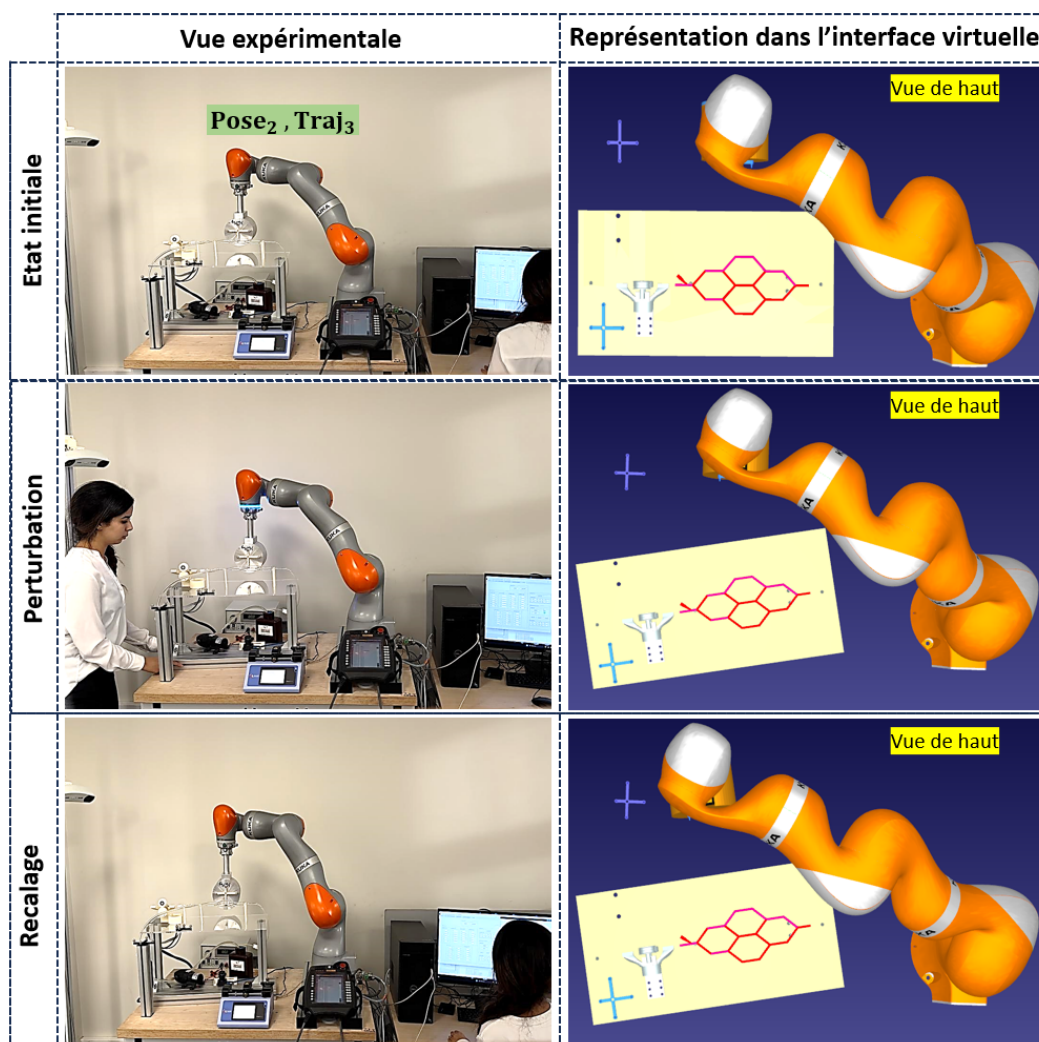 Vue expérimentale
Représentation dans l'interface virtuelle
Etat initiale
Pose₂ , Traj₃
Vue de haut
Perturbation
Vue de haut
Recalage
Vue de haut